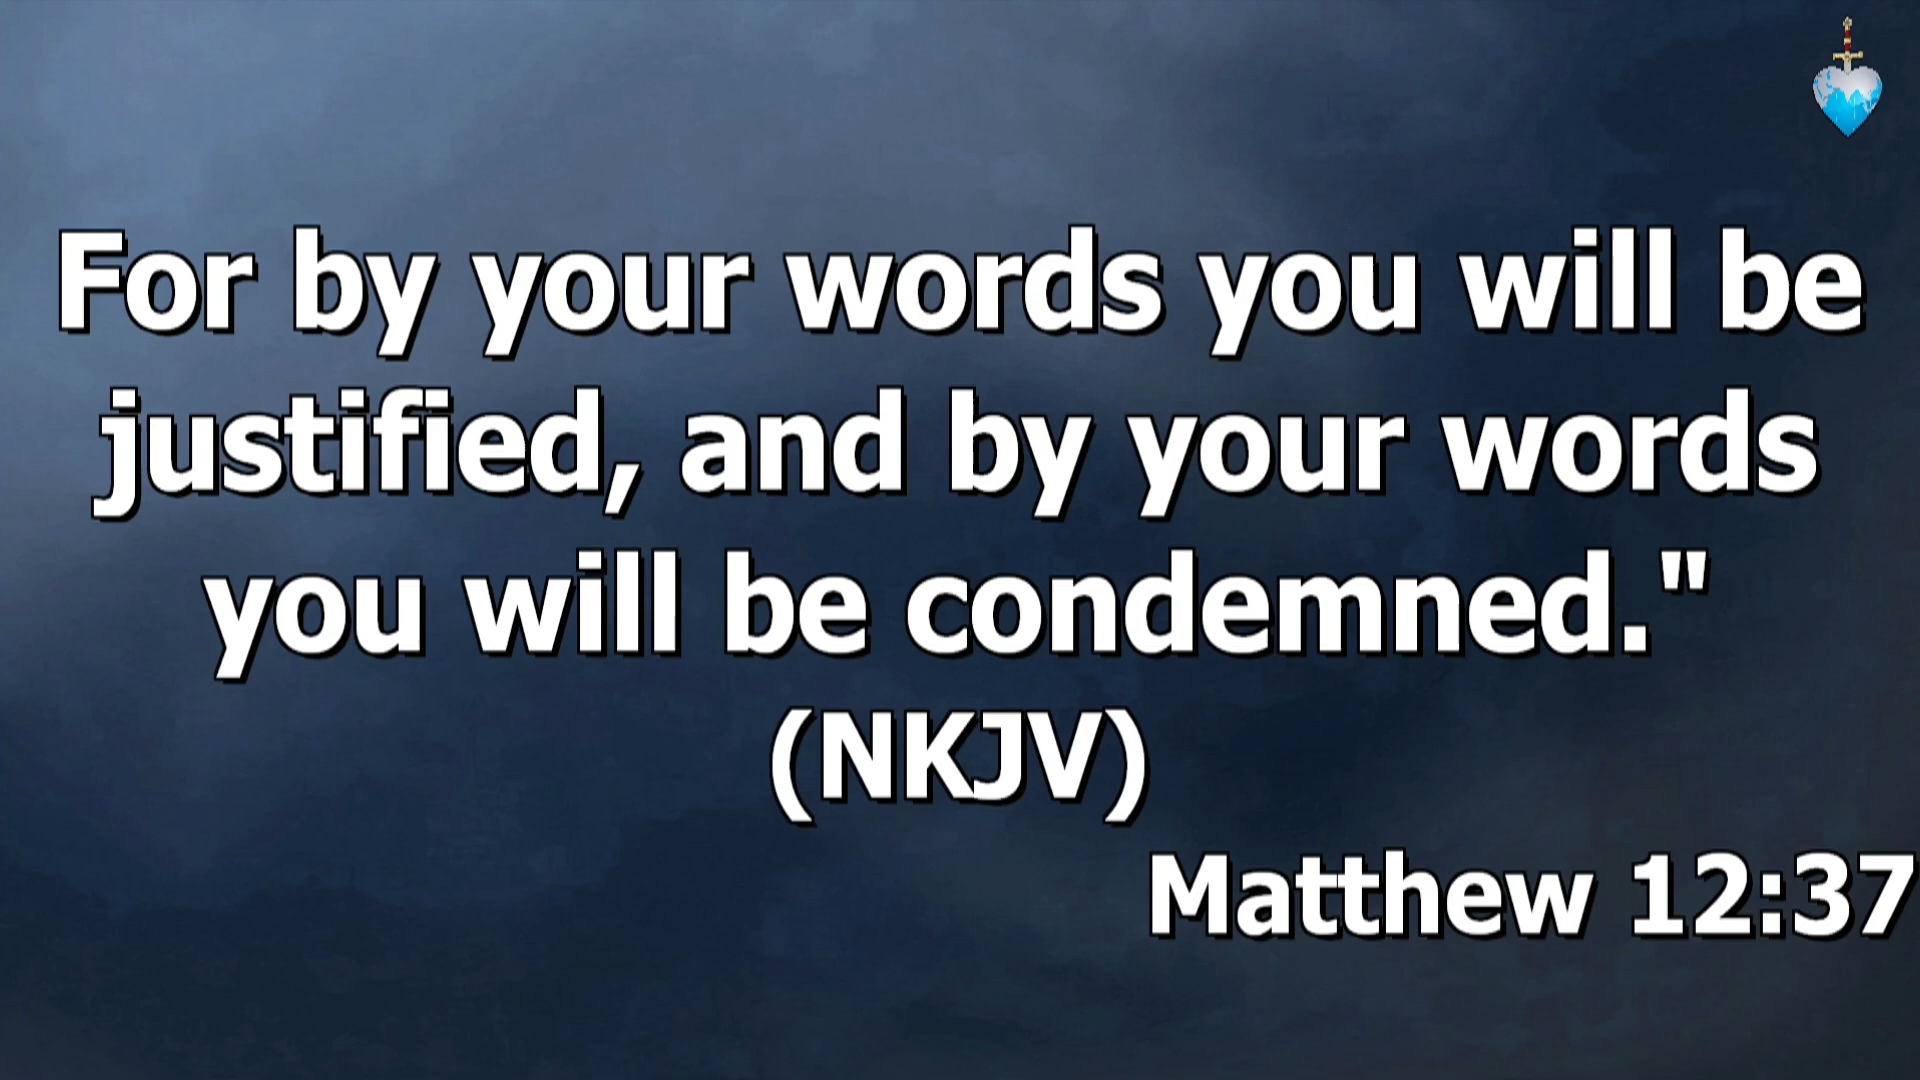 For by your words you will be
justified, and by your words
you will be condemned."
(NKJV)
Matthew 12:37